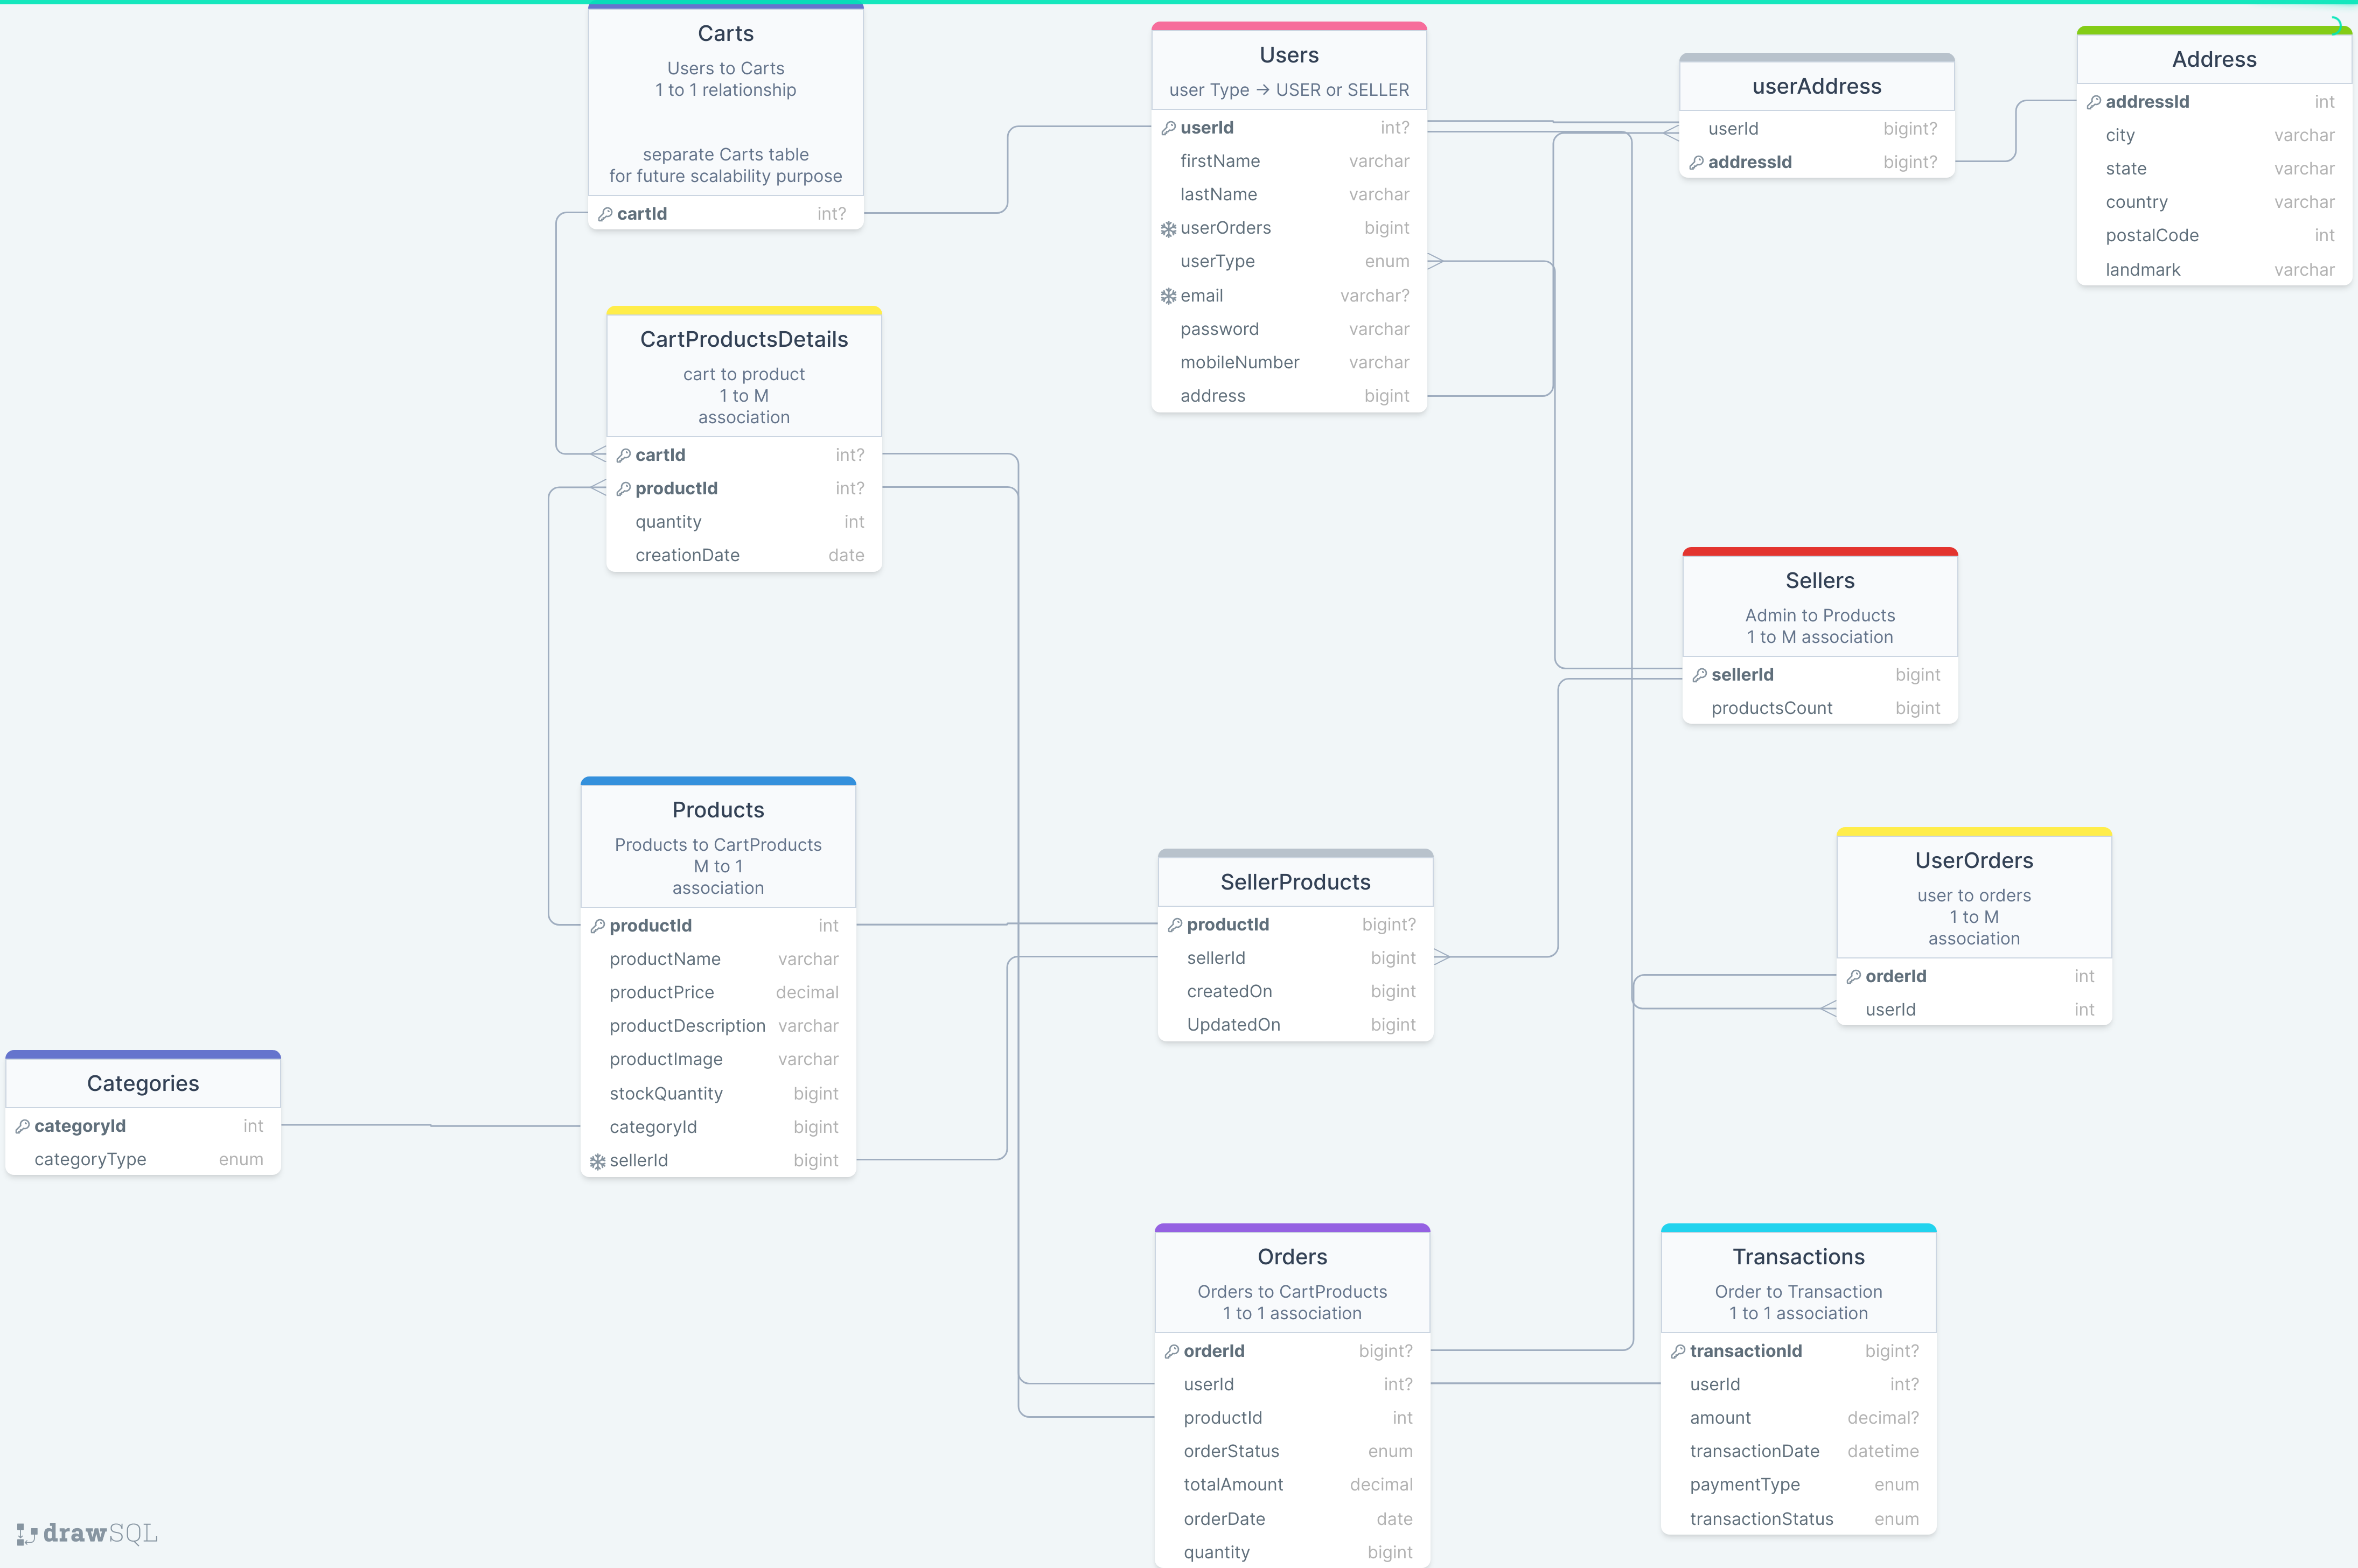 Carts
Users to Carts
1 to 1 relationship
separate Carts table
for future scalability purpose
cartId int?
Users
user Type → USER or SELLER
userId int?
firstName varchar
lastName varchar
userOrders bigint
userType enum
email varchar?
password varchar
mobileNumber varchar
address bigint
userAddress
userId bigint?
addressId bigint?
Address
addressId int
city varchar
state varchar
country varchar
postalCode int
landmark varchar
CartProductsDetails
cart to product
1 to M
association
cartId int?
productId int?
quantity int
creationDate date
Sellers
Admin to Products
1 to M association
sellerId bigint
productsCount bigint
Products
Products to CartProducts
M to 1
association
productId int
productName varchar
productPrice decimal
productDescription varchar
productImage varchar
stockQuantity bigint
categoryId bigint
sellerId bigint
SellerProducts
productId bigint?
sellerId bigint
createdOn bigint
UpdatedOn bigint
UserOrders
user to orders
1 to M
association
orderId int
userId int
Categories
categoryId int
categoryType enum
Orders
Orders to CartProducts
1 to 1 association
orderId bigint?
userId int?
productId int
orderStatus enum
totalAmount decimal
orderDate date
quantity bigint
Transactions
Order to Transaction
1 to 1 association
transactionId bigint?
userId int?
amount decimal?
transactionDate datetime
paymentType enum
transactionStatus enum
drawSQL